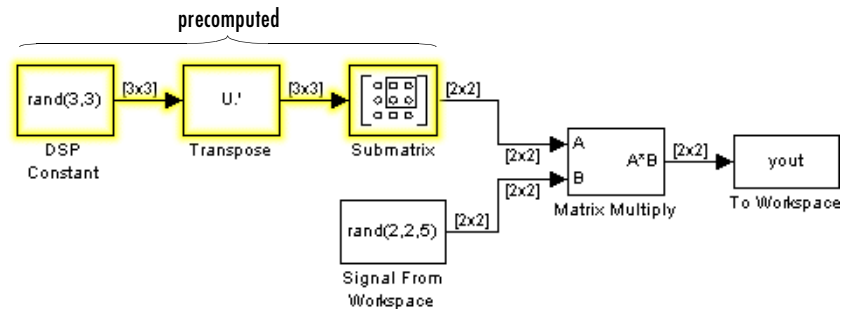 precomputed
rand(3,3)
[3x3]
U.'
[3x3]
[2x2]
DSP
Constant
Transpose
Submatrix
[2x2]
A
B
A*B
[2x2]
yout
[2x2]
Matrix Multiply
To Workspace
rand(2,2,5)
[2x2]
Signal From
Workspace